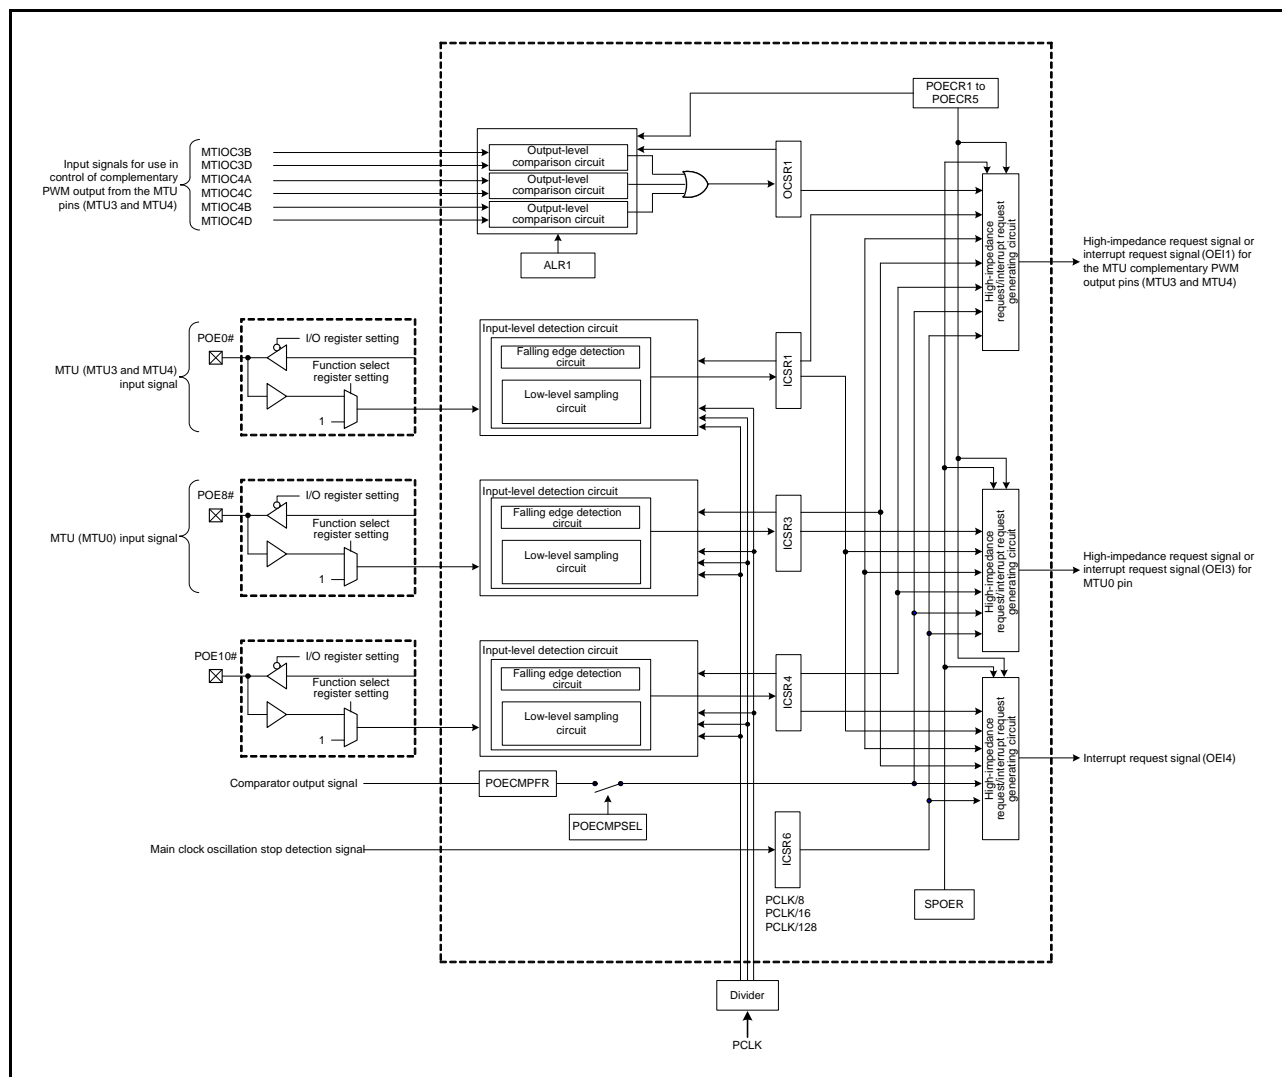 POECR1 to
POECR5
Input signals for use in
control of complementary
PWM output from the MTU
pins (MTU3 and MTU4)
MTIOC3B
MTIOC3D
MTIOC4A
MTIOC4C
MTIOC4B
MTIOC4D
Output-level
comparison circuit
Output-level
comparison circuit
Output-level
comparison circuit
ALR1
OCSR1
High-impedance
request/interrupt request
generating circuit
High-impedance request signal or
interrupt request signal (OEI1) for
the MTU complementary PWM
output pins (MTU3 and MTU4)
MTU (MTU3 and MTU4)
input signal
POE0#
I/O register setting
Function select
register setting
1
Input-level detection circuit
Falling edge detection
circuit
Low-level sampling
circuit
ICSR1
MTU (MTU0) input signal
POE8#
I/O register setting
Function select
register setting
1
Input-level detection circuit
Falling edge detection
circuit
Low-level sampling
circuit
ICSR3
High-impedance
request/interrupt request
generating circuit
High-impedance request signal or
interrupt request signal (OEI3) for
MTU0 pin
POE10#
I/O register setting
Function select
register setting
1
Input-level detection circuit
Falling edge detection
circuit
Low-level sampling
circuit
ICSR4
High-impedance
request/interrupt request
generating circuit
Interrupt request signal (OEI4)
Comparator output signal
POECMPFR
POECMPSEL
Main clock oscillation stop detection signal
ICSR6
PCLK/8
PCLK/16
PCLK/128
SPOER
Divider
PCLK